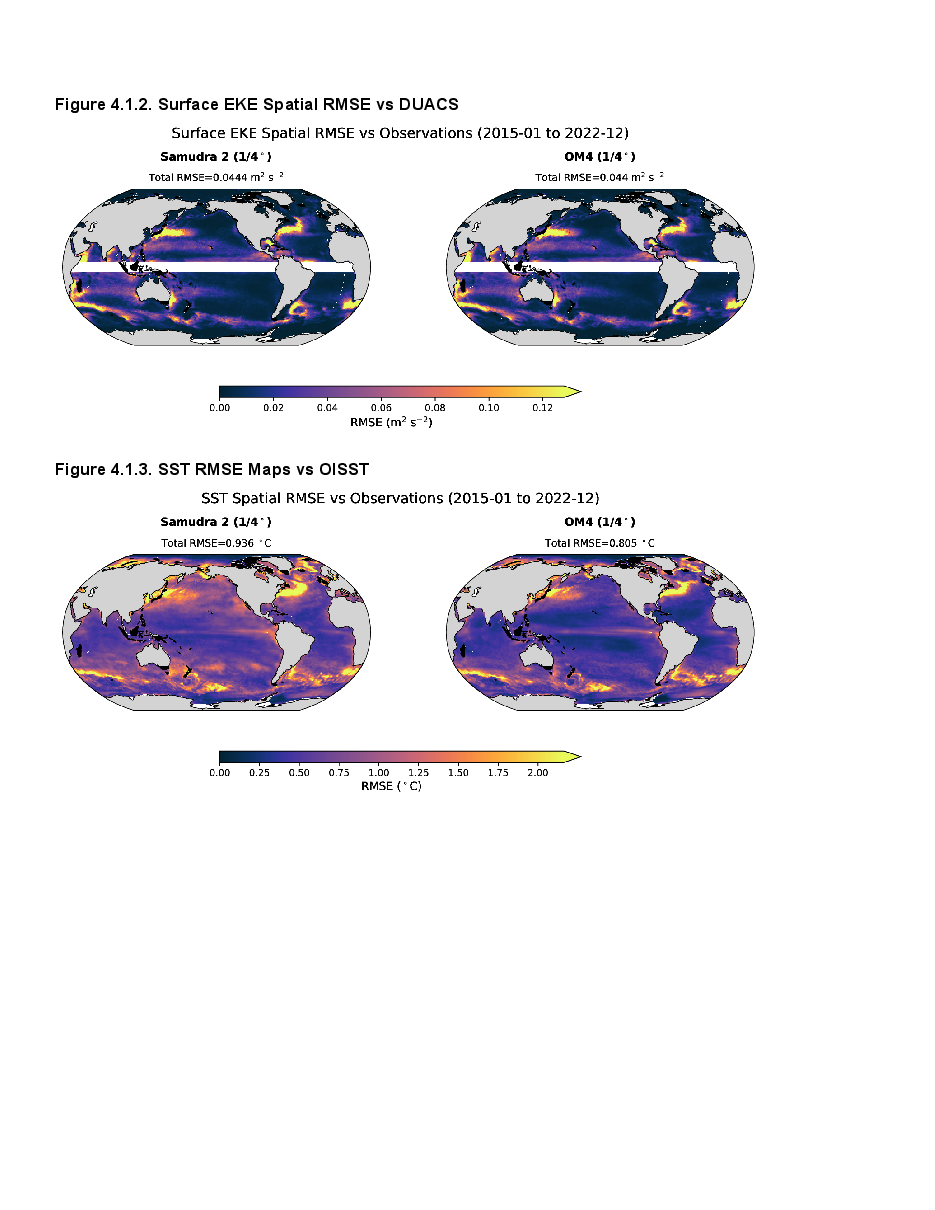 Figure 4.1.2. Surface EKE Spatial RMSE vs DUACS
Surface EKE Spatial RMSE vs Observations (2015-01 to 2022-12)
Samudra 2 (1/4°)
Total RMSE=0.0444 m² s⁻²
OM4 (1/4°)
Total RMSE=0.044 m² s⁻²
0.00 0.02 0.04 0.06 0.08 0.10 0.12
RMSE (m² s⁻²)
Figure 4.1.3. SST RMSE Maps vs OISST
SST Spatial RMSE vs Observations (2015-01 to 2022-12)
Samudra 2 (1/4°)
Total RMSE=0.936 °C
OM4 (1/4°)
Total RMSE=0.805 °C
0.00 0.25 0.50 0.75 1.00 1.25 1.50 1.75 2.00
RMSE (°C)